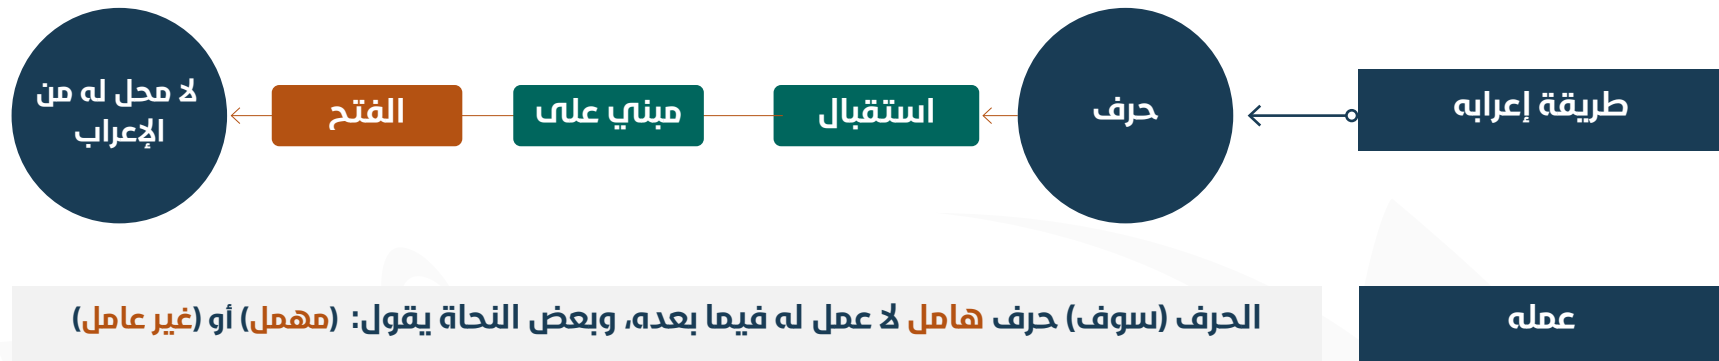 طريقة إعرابه
حرف
استقبال
مبني على
الفتح
لا محل له من
الإعراب
عمله
الحرف (سوف) حرف هامل لا عمل له فيما بعده، وبعض النحاة يقول: (مهمل) أو (غير عامل)